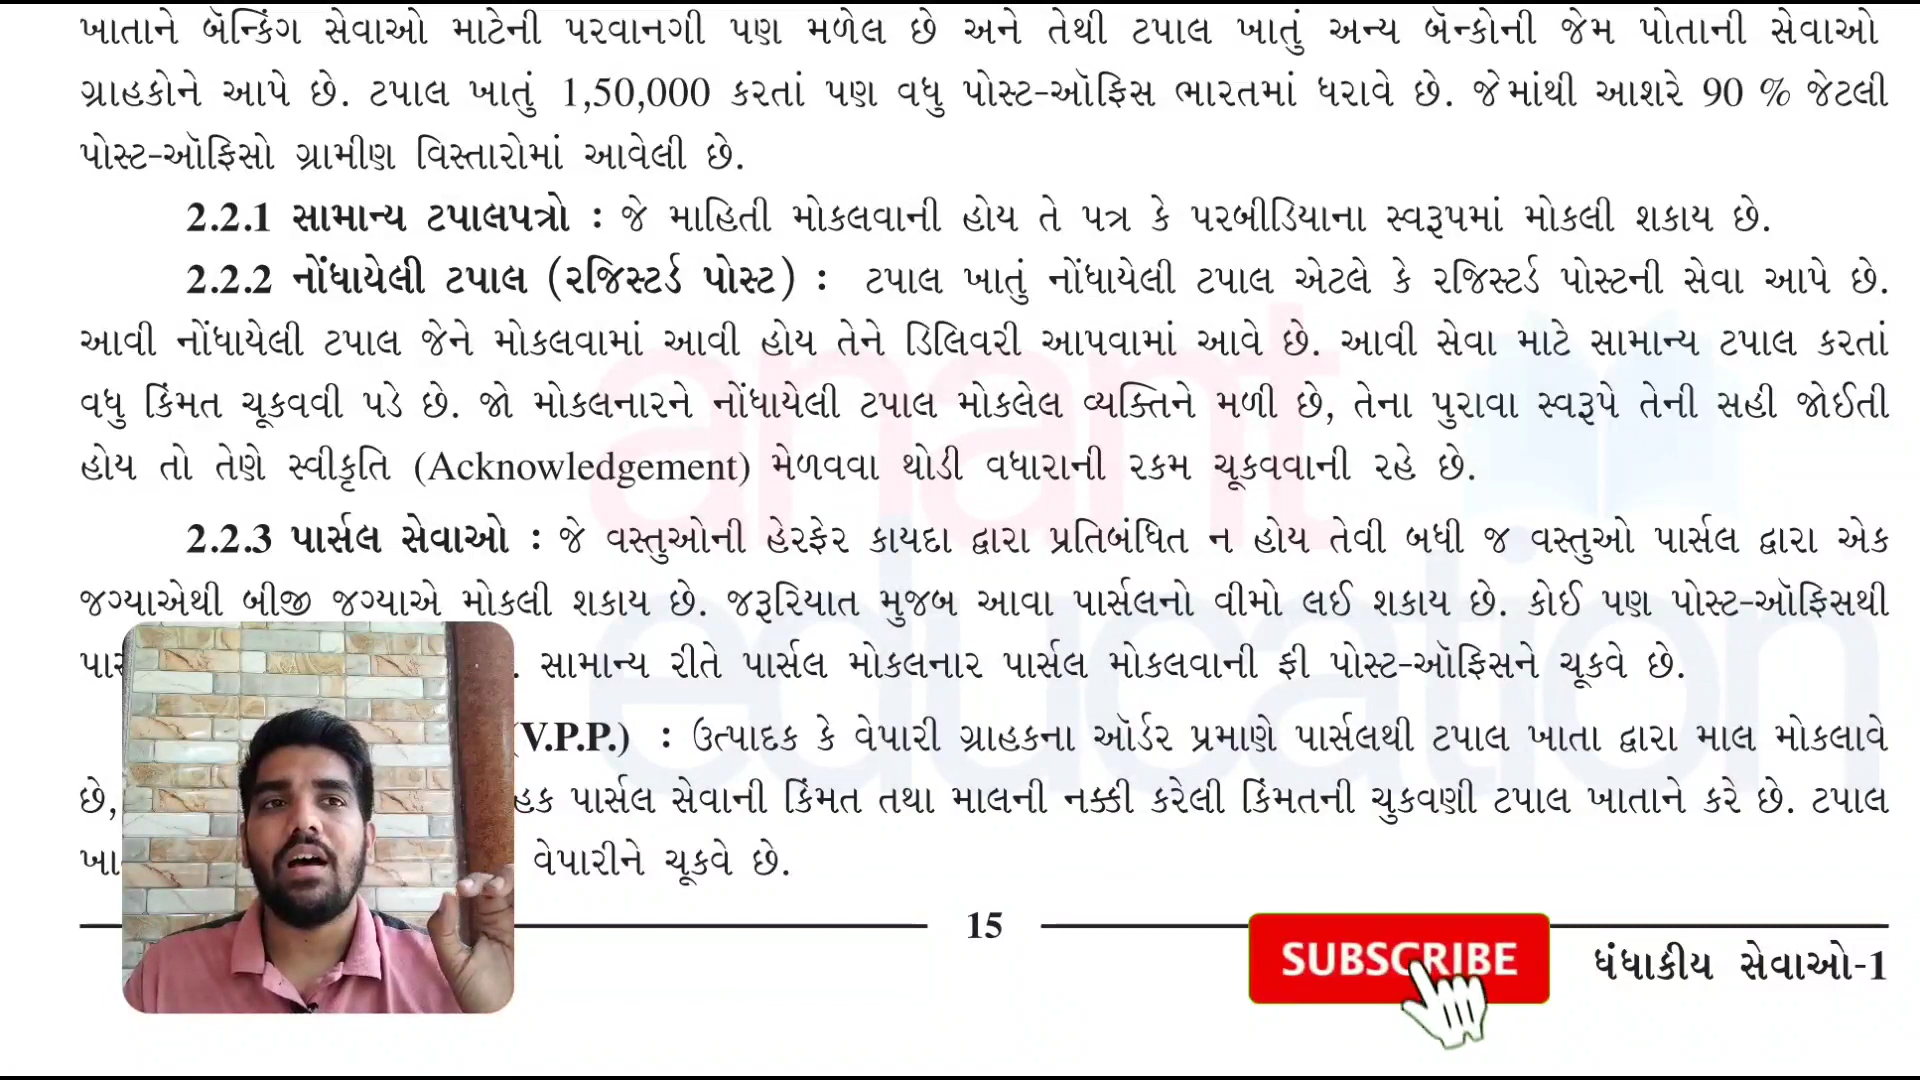 ખાતાને બૅન્કિંગ સેવાઓ માટેની પરવાનગી પણ મળેલ છે અને તેથી ટપાલ ખાતું અન્ય બૅન્કોની જેમ પોતાની સેવાઓ
ગ્રાહકોને આપે છે. ટપાલ ખાતું 1,50,000 કરતાં પણ વધુ પોસ્ટ-ઑફિસ ભારતમાં ધરાવે છે. જેમાંથી આશરે 90 % જેટલી
પોસ્ટ-ઑફિસો ગ્રામીણ વિસ્તારોમાં આવેલી છે.
2.2.1 સામાન્ય ટપાલપત્રો : જે માહિતી મોકલવાની હોય તે પત્ર કે પરબીડિયાના સ્વરૂપમાં મોકલી શકાય છે.
2.2.2 નોંધાયેલી ટપાલ (રજિસ્ટર્ડ પોસ્ટ) : ટપાલ ખાતું નોંધાયેલી ટપાલ એટલે કે રજિસ્ટર્ડ પોસ્ટની સેવા આપે છે.
આવી નોંધાયેલી ટપાલ જેને મોકલવામાં આવી હોય તેને ડિલિવરી આપવામાં આવે છે. આવી સેવા માટે સામાન્ય ટપાલ કરતાં
વધુ કિંમત ચૂકવવી પડે છે. જો મોકલનારને નોંધાયેલી ટપાલ મોકલેલ વ્યક્તિને મળી છે, તેના પુરાવા સ્વરૂપે તેની સહી જોઈતી
હોય તો તેણે સ્વીકૃતિ (Acknowledgement) મેળવવા થોડી વધારાની રકમ ચૂકવવાની રહે છે.
2.2.3 પાર્સલ સેવાઓ : જે વસ્તુઓની હેરફેર કાયદા દ્વારા પ્રતિબંધિત ન હોય તેવી બધી જ વસ્તુઓ પાર્સલ દ્વારા એક
જગ્યાએથી બીજી જગ્યાએ મોકલી શકાય છે. જરૂરિયાત મુજબ આવા પાર્સલનો વીમો લઈ શકાય છે. કોઈ પણ પોસ્ટ-ઑફિસથી
. સામાન્ય રીતે પાર્સલ મોકલનાર પાર્સલ મોકલવાની ફી પોસ્ટ-ઑફિસને ચૂકવે છે.
(V.P.P.) : ઉત્પાદક કે વેપારી ગ્રાહકના ઑર્ડર પ્રમાણે પાર્સલથી ટપાલ ખાતા દ્વારા માલ મોકલાવે
છે, હક પાર્સલ સેવાની કિંમત તથા માલની નક્કી કરેલી કિંમતની ચુકવણી ટપાલ ખાતાને કરે છે. ટપાલ
ખા વેપારીને ચૂકવે છે.
15
SUBSCRIBE
ધંધાકીય સેવાઓ-1
anant
education